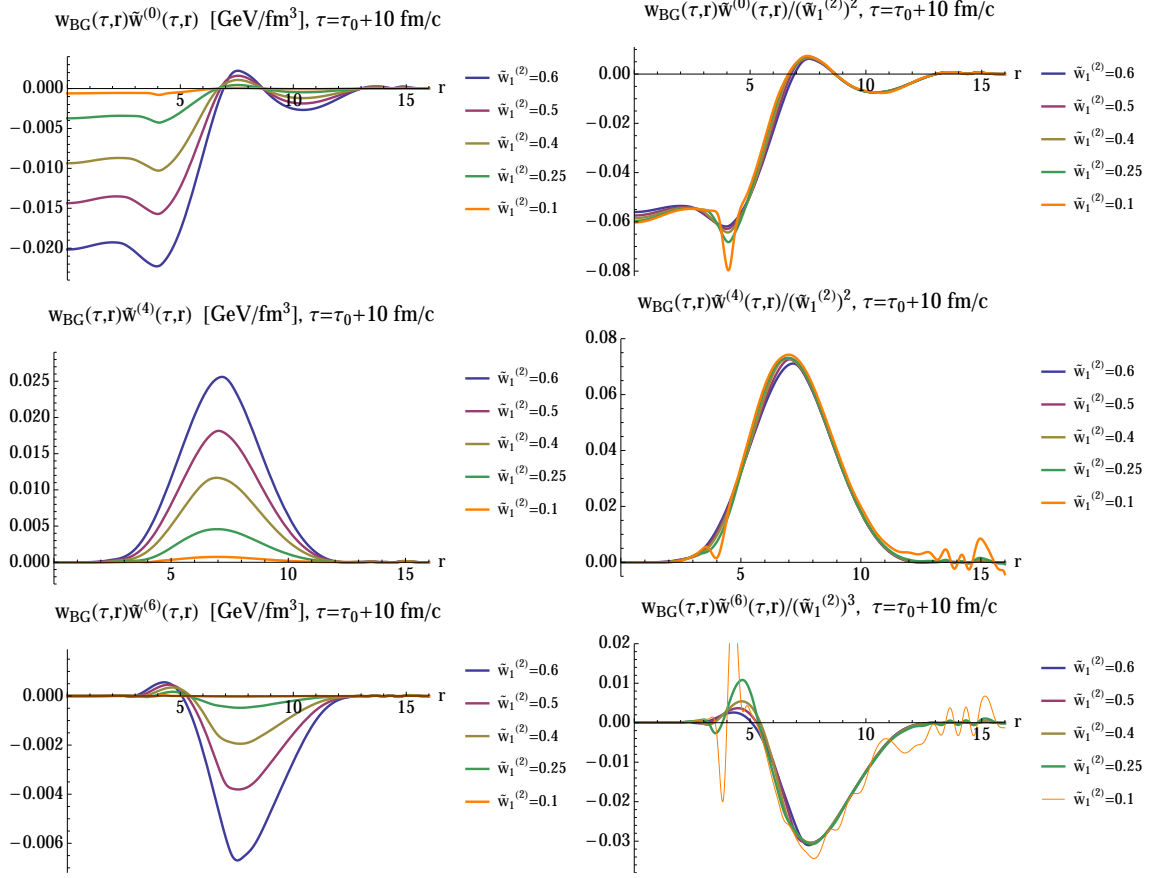 w_BG(τ,r)w̃^(0)(τ,r) [GeV/fm³], τ=τ₀+10 fm/c
0.000
−0.005
−0.010
−0.015
−0.020
5
10
15
r
w̃₁^(2)=0.6
w̃₁^(2)=0.5
w̃₁^(2)=0.4
w̃₁^(2)=0.25
w̃₁^(2)=0.1
w_BG(τ,r)w̃^(0)(τ,r)/(w̃₁^(2))², τ=τ₀+10 fm/c
0.00
−0.02
−0.04
−0.06
−0.08
5
10
15
r
w̃₁^(2)=0.6
w̃₁^(2)=0.5
w̃₁^(2)=0.4
w̃₁^(2)=0.25
w̃₁^(2)=0.1
w_BG(τ,r)w̃^(4)(τ,r) [GeV/fm³], τ=τ₀+10 fm/c
0.025
0.020
0.015
0.010
0.005
0.000
5
10
15
r
w̃₁^(2)=0.6
w̃₁^(2)=0.5
w̃₁^(2)=0.4
w̃₁^(2)=0.25
w̃₁^(2)=0.1
w_BG(τ,r)w̃^(4)(τ,r)/(w̃₁^(2))², τ=τ₀+10 fm/c
0.08
0.06
0.04
0.02
0.00
5
10
15
r
w̃₁^(2)=0.6
w̃₁^(2)=0.5
w̃₁^(2)=0.4
w̃₁^(2)=0.25
w̃₁^(2)=0.1
w_BG(τ,r)w̃^(6)(τ,r) [GeV/fm³], τ=τ₀+10 fm/c
0.000
−0.002
−0.004
−0.006
5
10
15
r
w̃₁^(2)=0.6
w̃₁^(2)=0.5
w̃₁^(2)=0.4
w̃₁^(2)=0.25
w̃₁^(2)=0.1
w_BG(τ,r)w̃^(6)(τ,r)/(w̃₁^(2))³, τ=τ₀+10 fm/c
0.02
0.01
0.00
−0.01
−0.02
−0.03
5
10
15
r
w̃₁^(2)=0.6
w̃₁^(2)=0.5
w̃₁^(2)=0.4
w̃₁^(2)=0.25
w̃₁^(2)=0.1